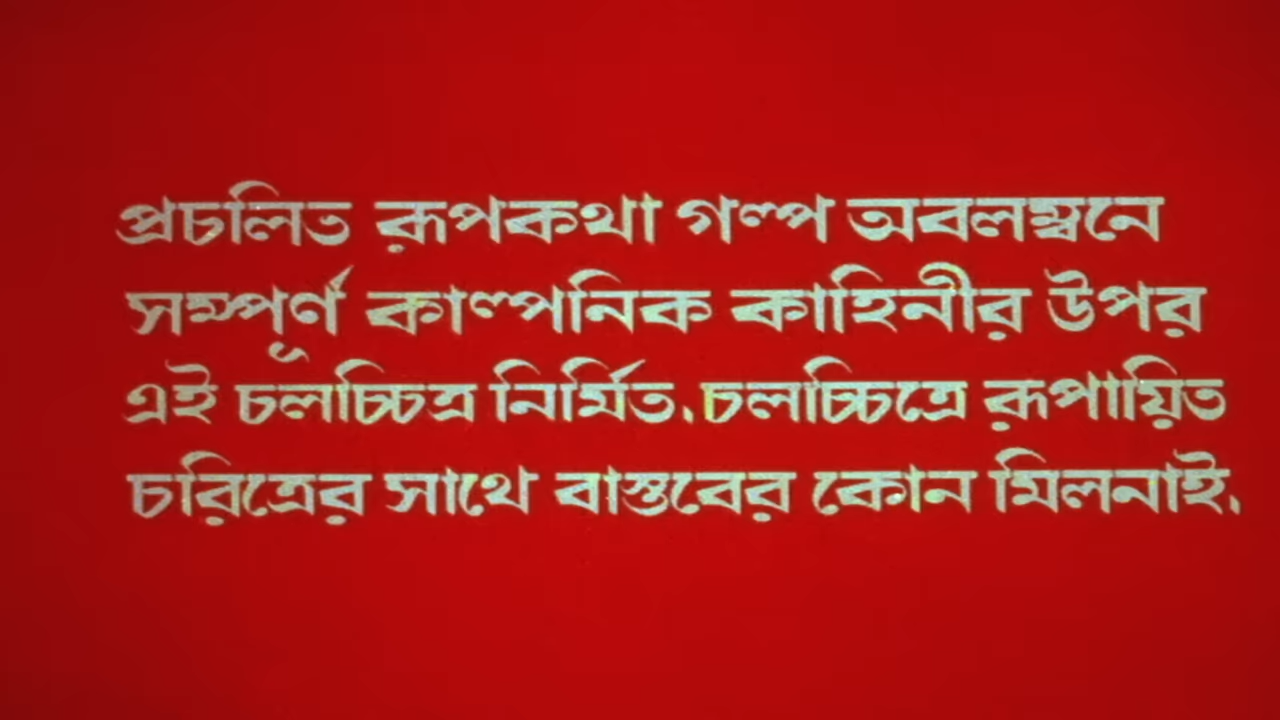 প্রচলিত রূপকথা গল্প অবলম্বনে
সম্পূর্ণ কাল্পনিক কাহিনীর উপর
এই চলচ্চিত্র নির্মিত.চলচ্চিত্রে রূপায়িত
চরিত্রের সাথে বাস্তবের কোন মিলনাই.